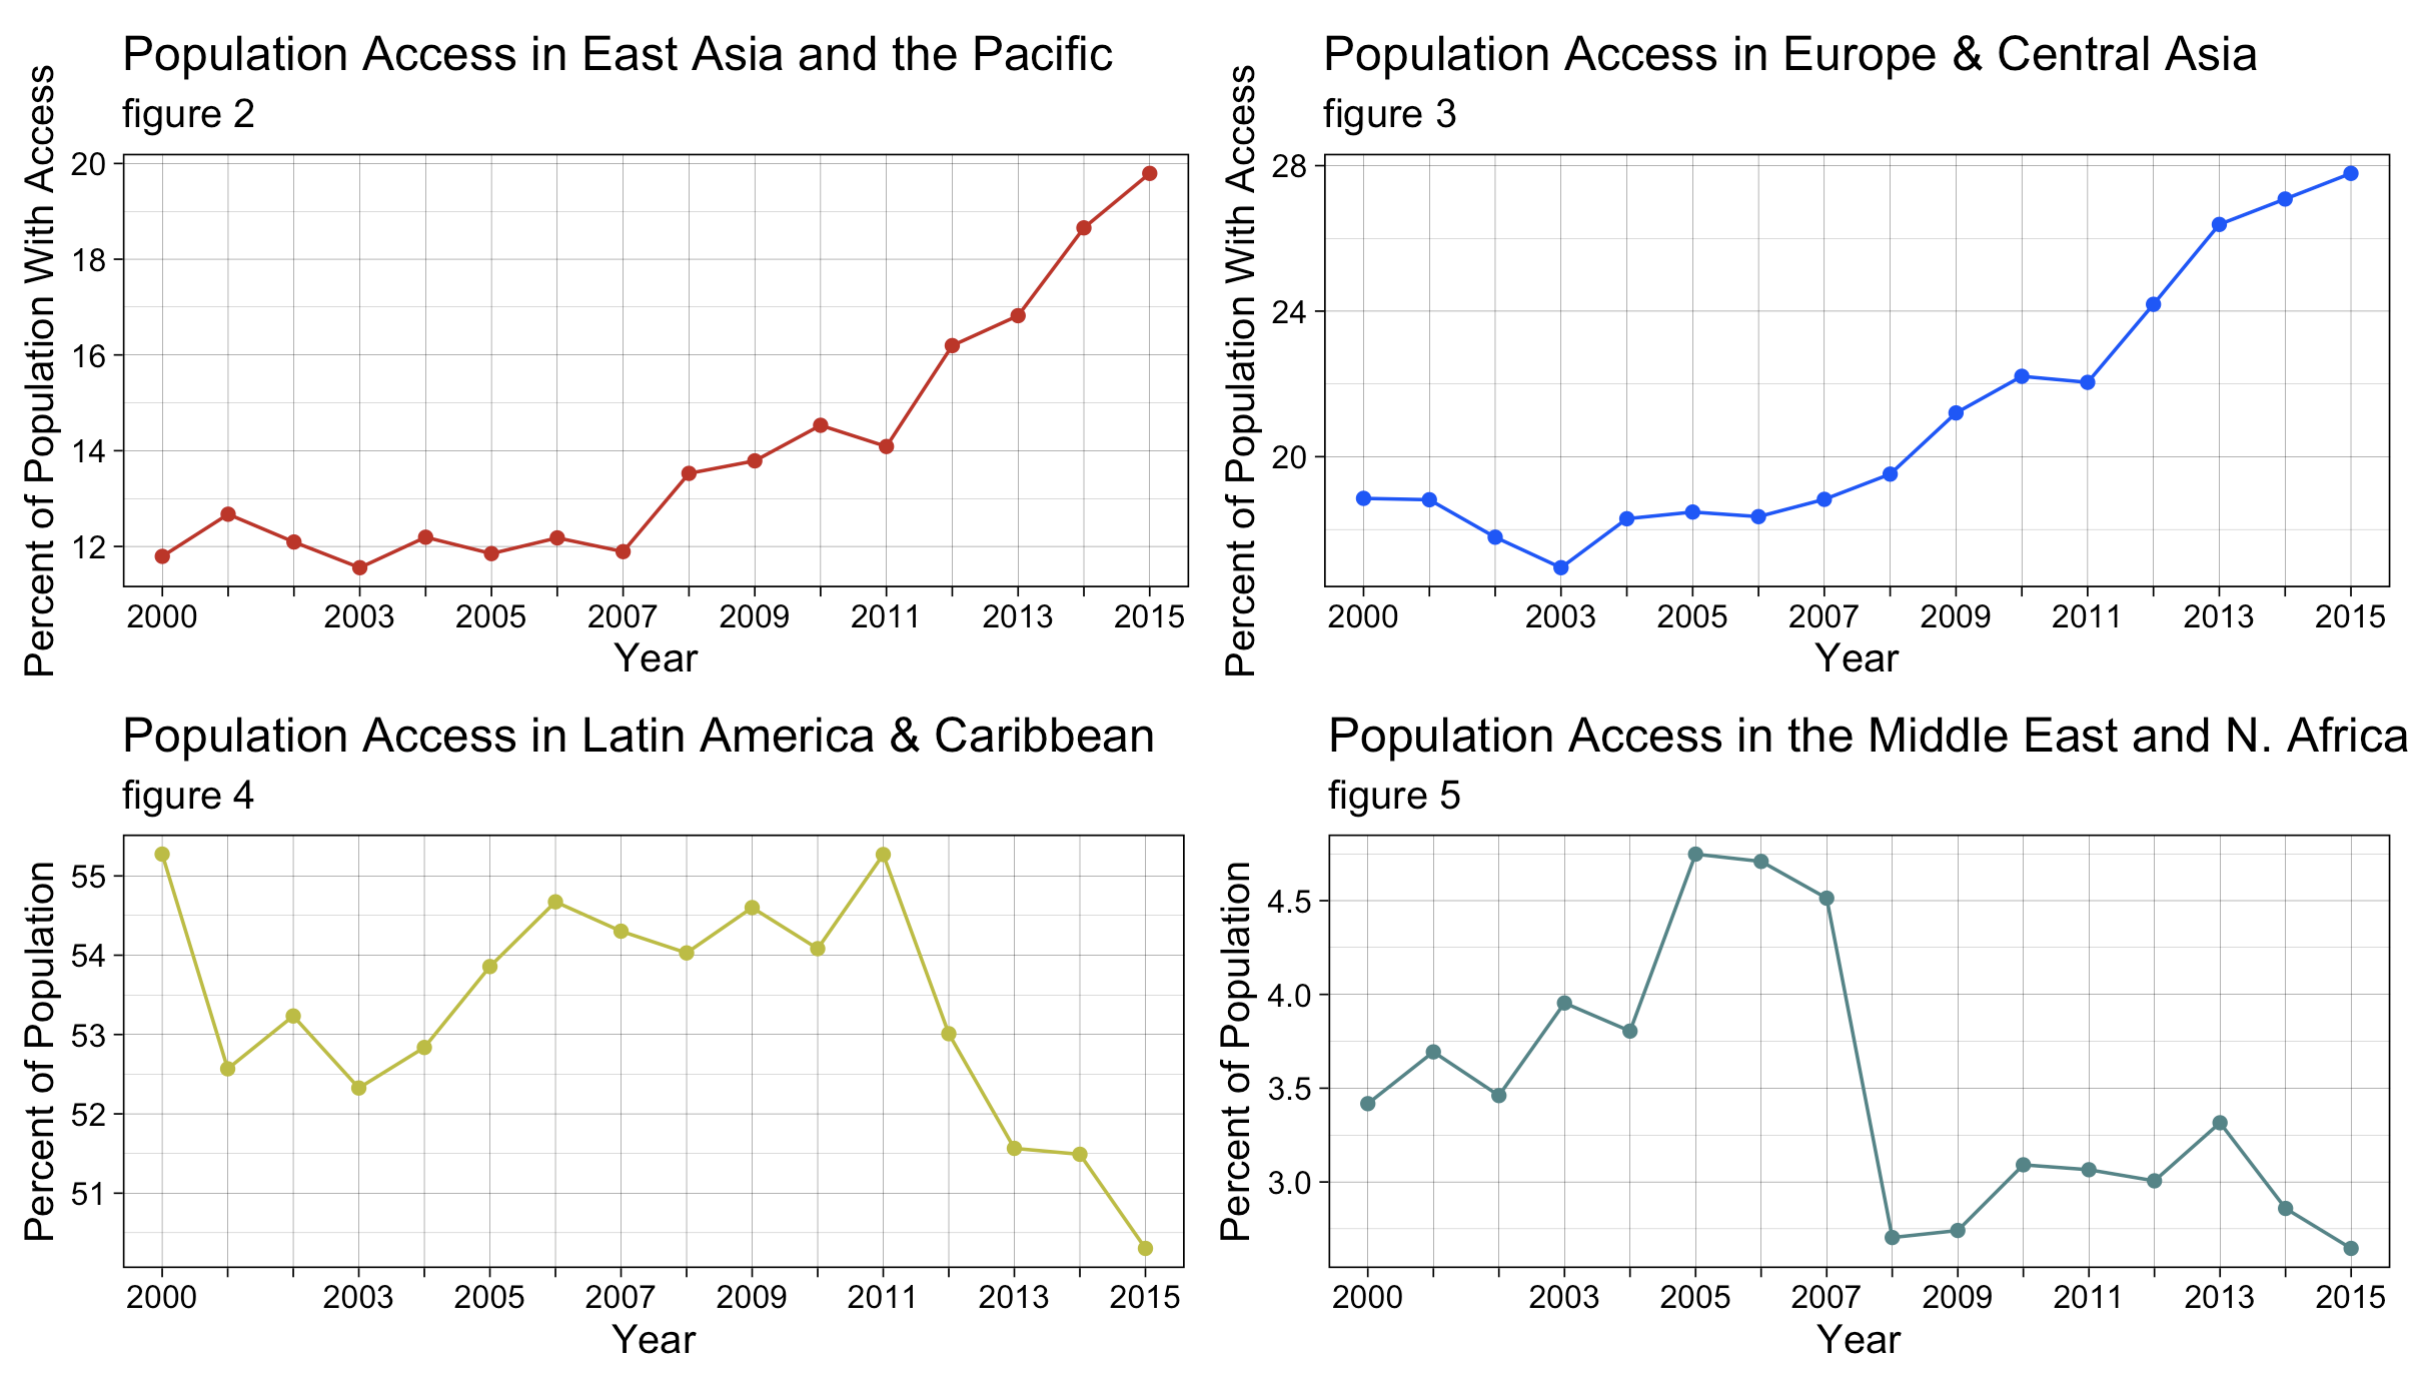 Population Access in East Asia and the Pacific
figure 2
Percent of Population With Access
20
18
16
14
12
2000 2003 2005 2007 2009 2011 2013 2015
Year
Population Access in Europe & Central Asia
figure 3
Percent of Population With Access
28
24
20
2000 2003 2005 2007 2009 2011 2013 2015
Year
Population Access in Latin America & Caribbean
figure 4
Percent of Population
55
54
53
52
51
2000 2003 2005 2007 2009 2011 2013 2015
Year
Population Access in the Middle East and N. Africa
figure 5
Percent of Population
4.5
4.0
3.5
3.0
2000 2003 2005 2007 2009 2011 2013 2015
Year